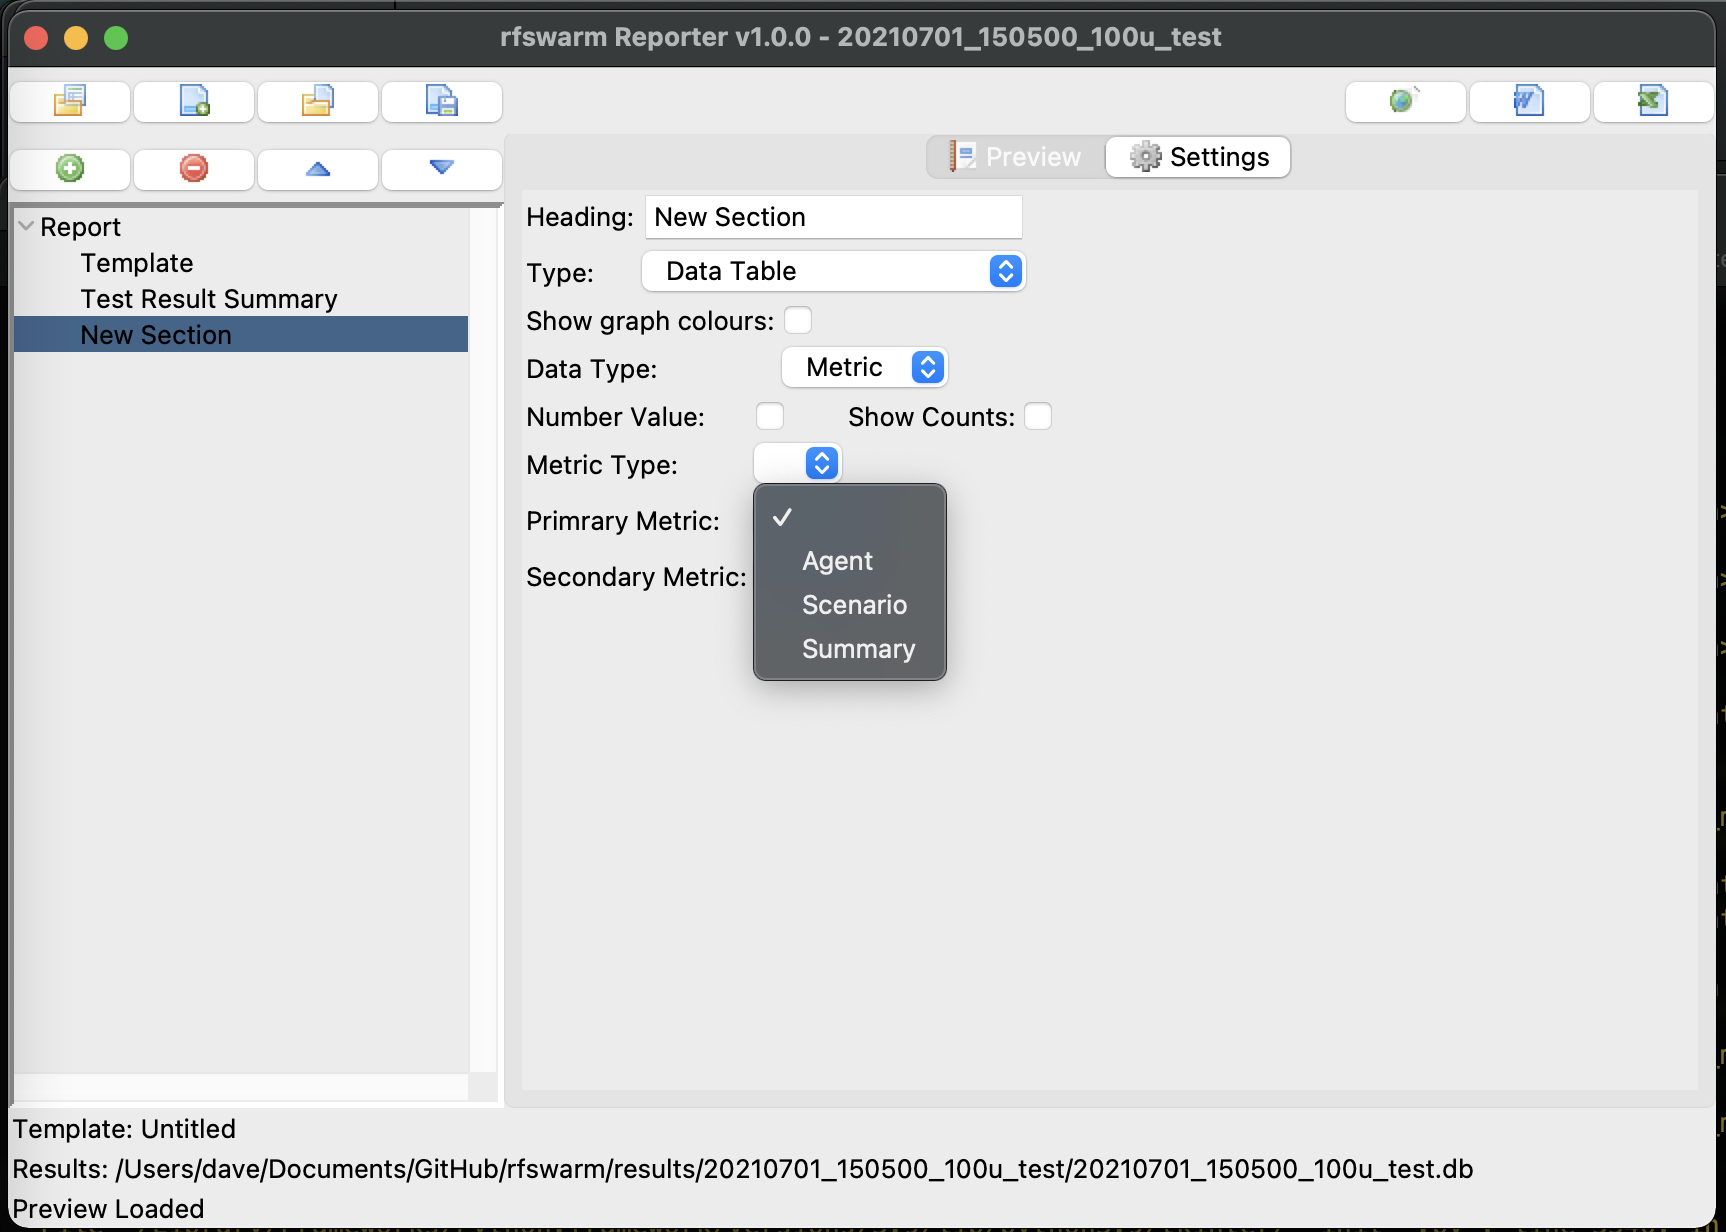 rfswarm Reporter v1.0.0 - 20210701_150500_100u_test
Preview
Settings
Report
Template
Test Result Summary
New Section
Heading: New Section
Type: Data Table
Show graph colours:
Data Type: Metric
Number Value: Show Counts:
Metric Type:
Primrary Metric:
Agent
Secondary Metric:
Scenario
Summary
Template: Untitled
Results: /Users/dave/Documents/GitHub/rfswarm/results/20210701_150500_100u_test/20210701_150500_100u_test.db
Preview Loaded